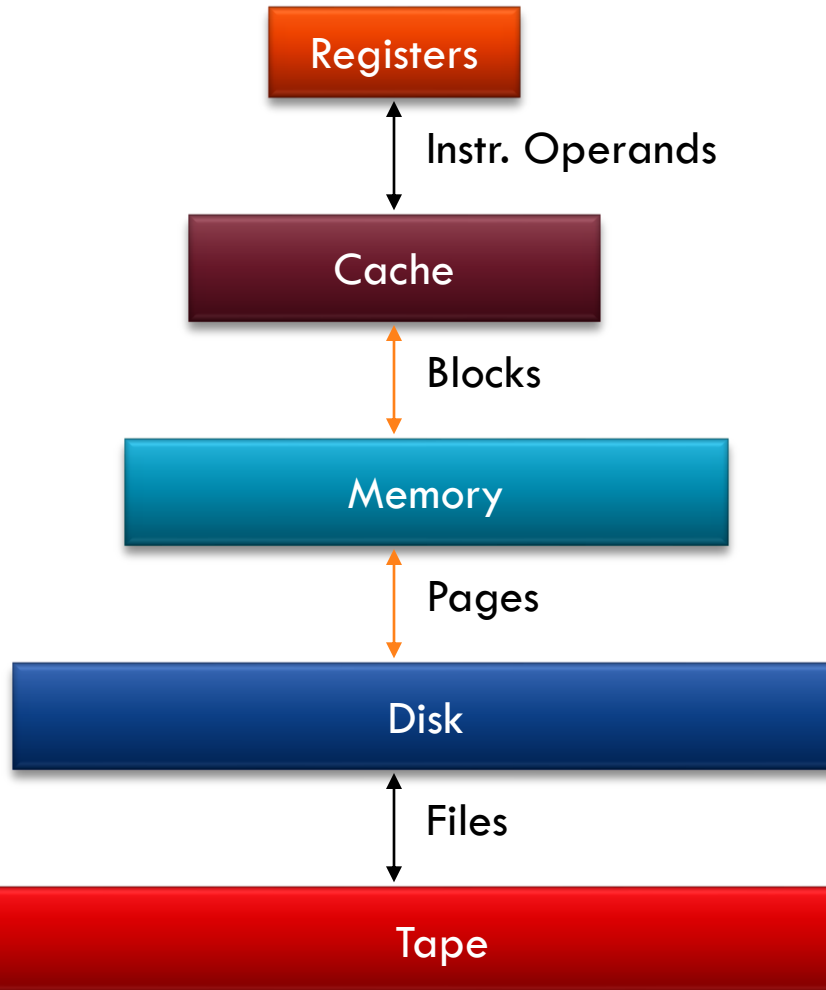 Registers
Instr. Operands
Cache
Blocks
Memory
Pages
Disk
Files
Tape